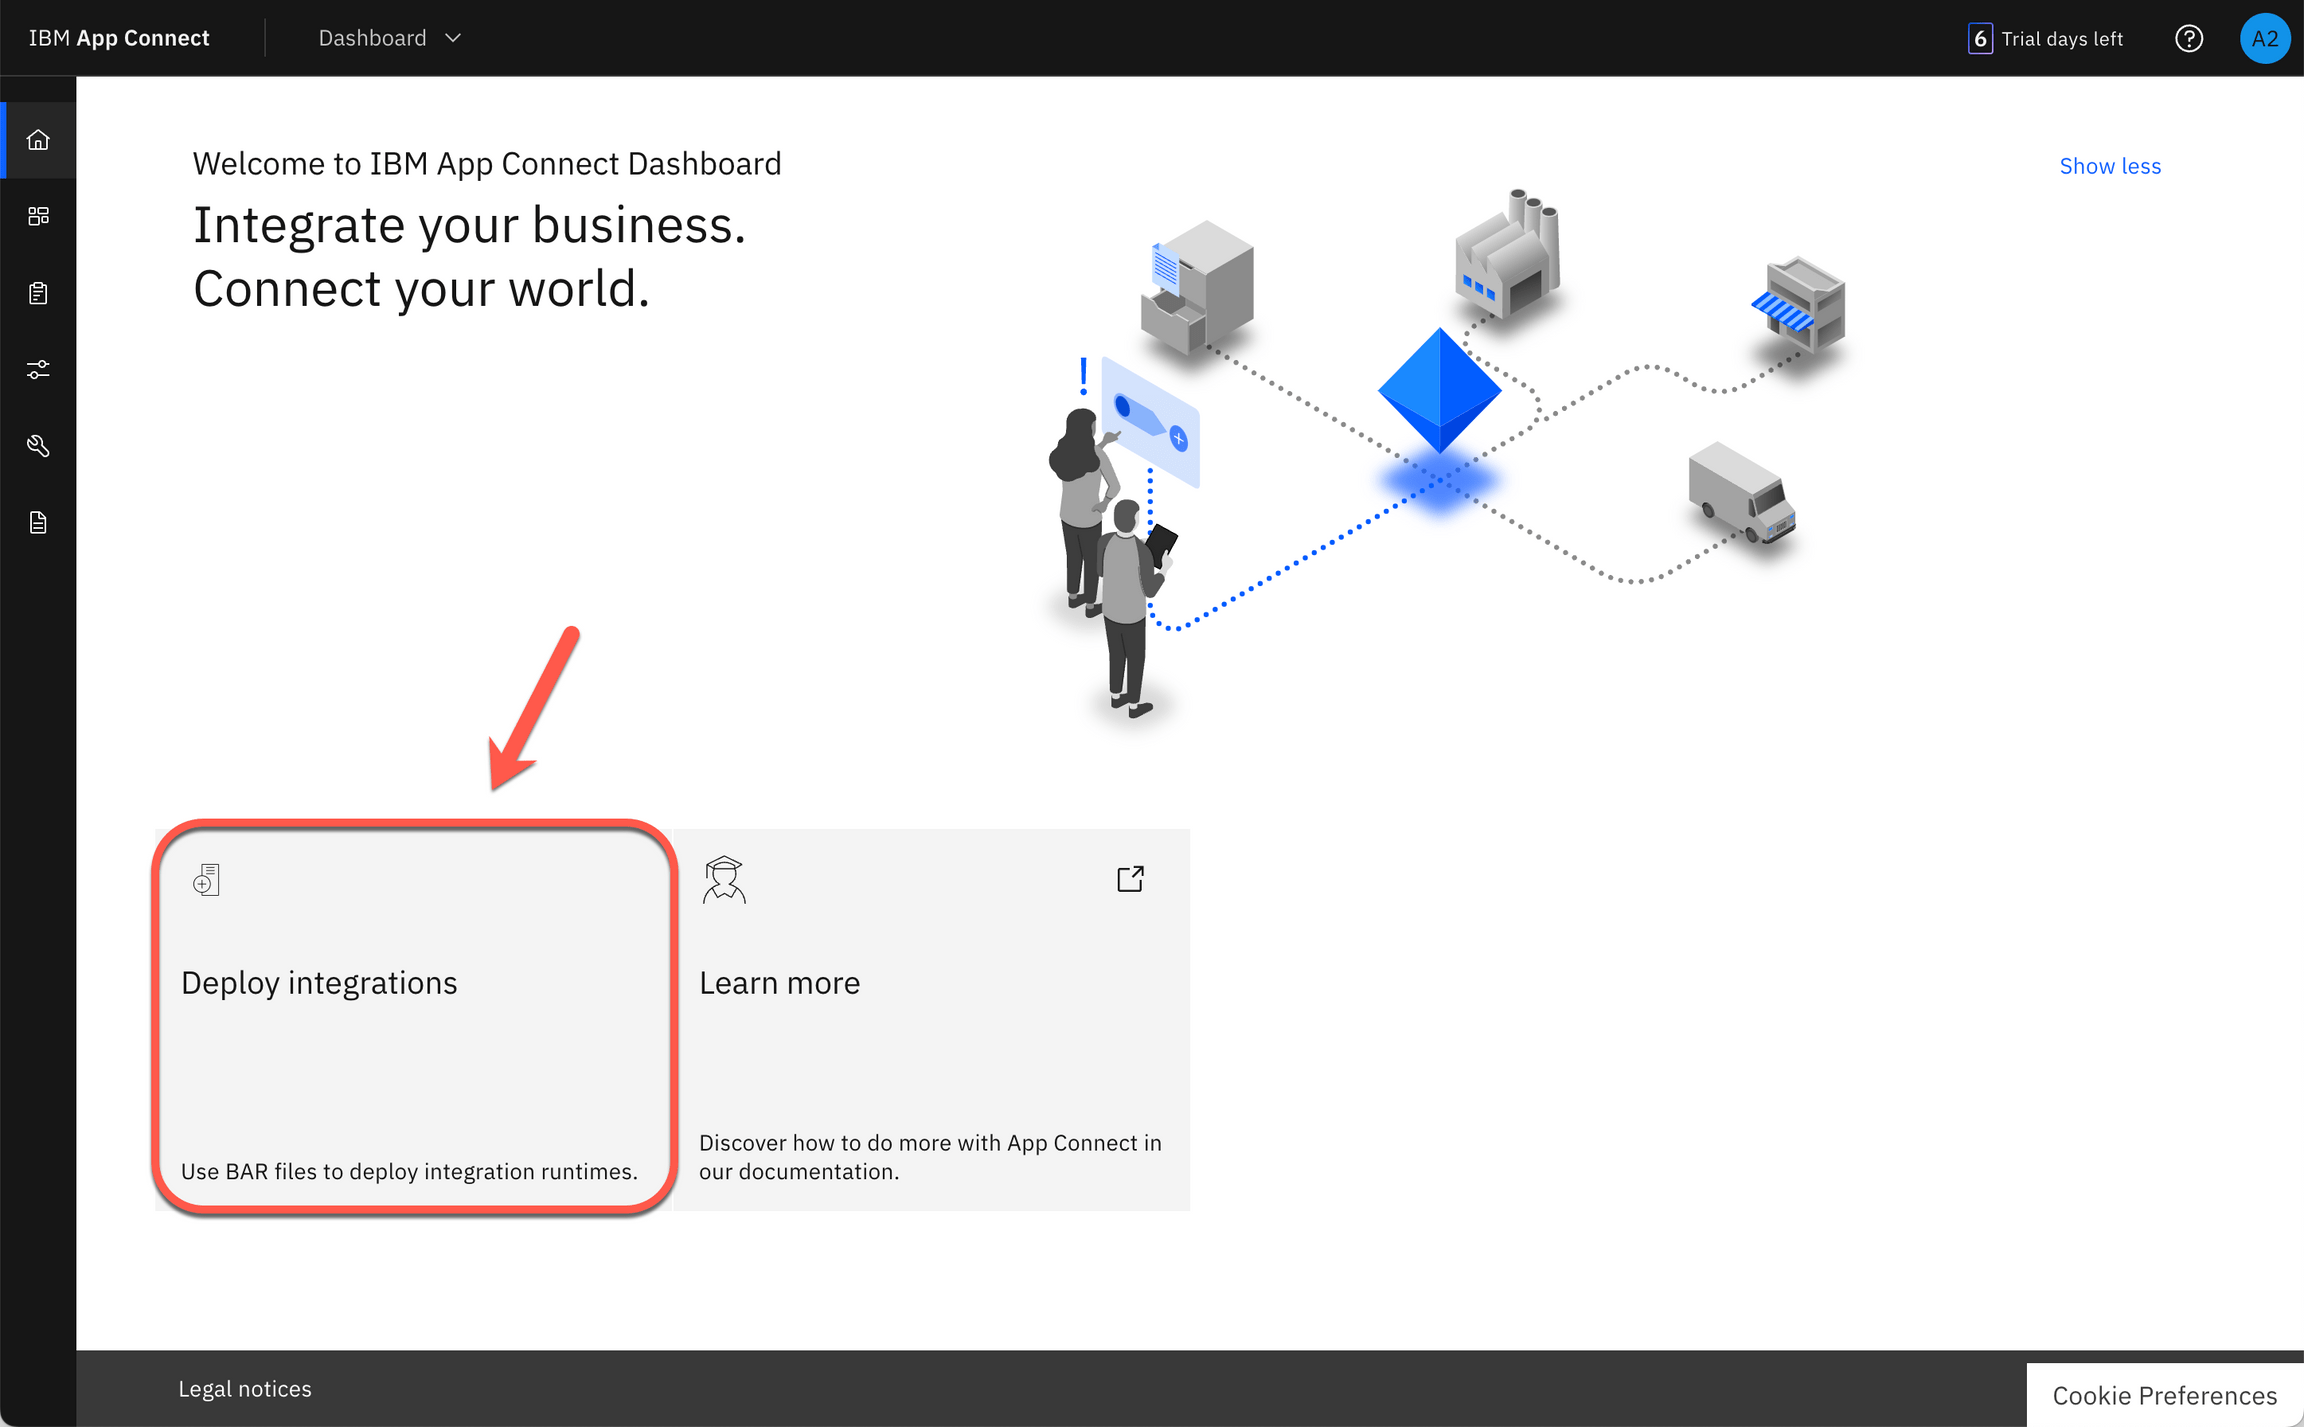 IBM App Connect
Dashboard
6 Trial days left
A2
Welcome to IBM App Connect Dashboard
Show less
Integrate your business.
Connect your world.
!
Deploy integrations
Use BAR files to deploy integration runtimes.
Learn more
Discover how to do more with App Connect in
our documentation.
Legal notices
Cookie Preferences